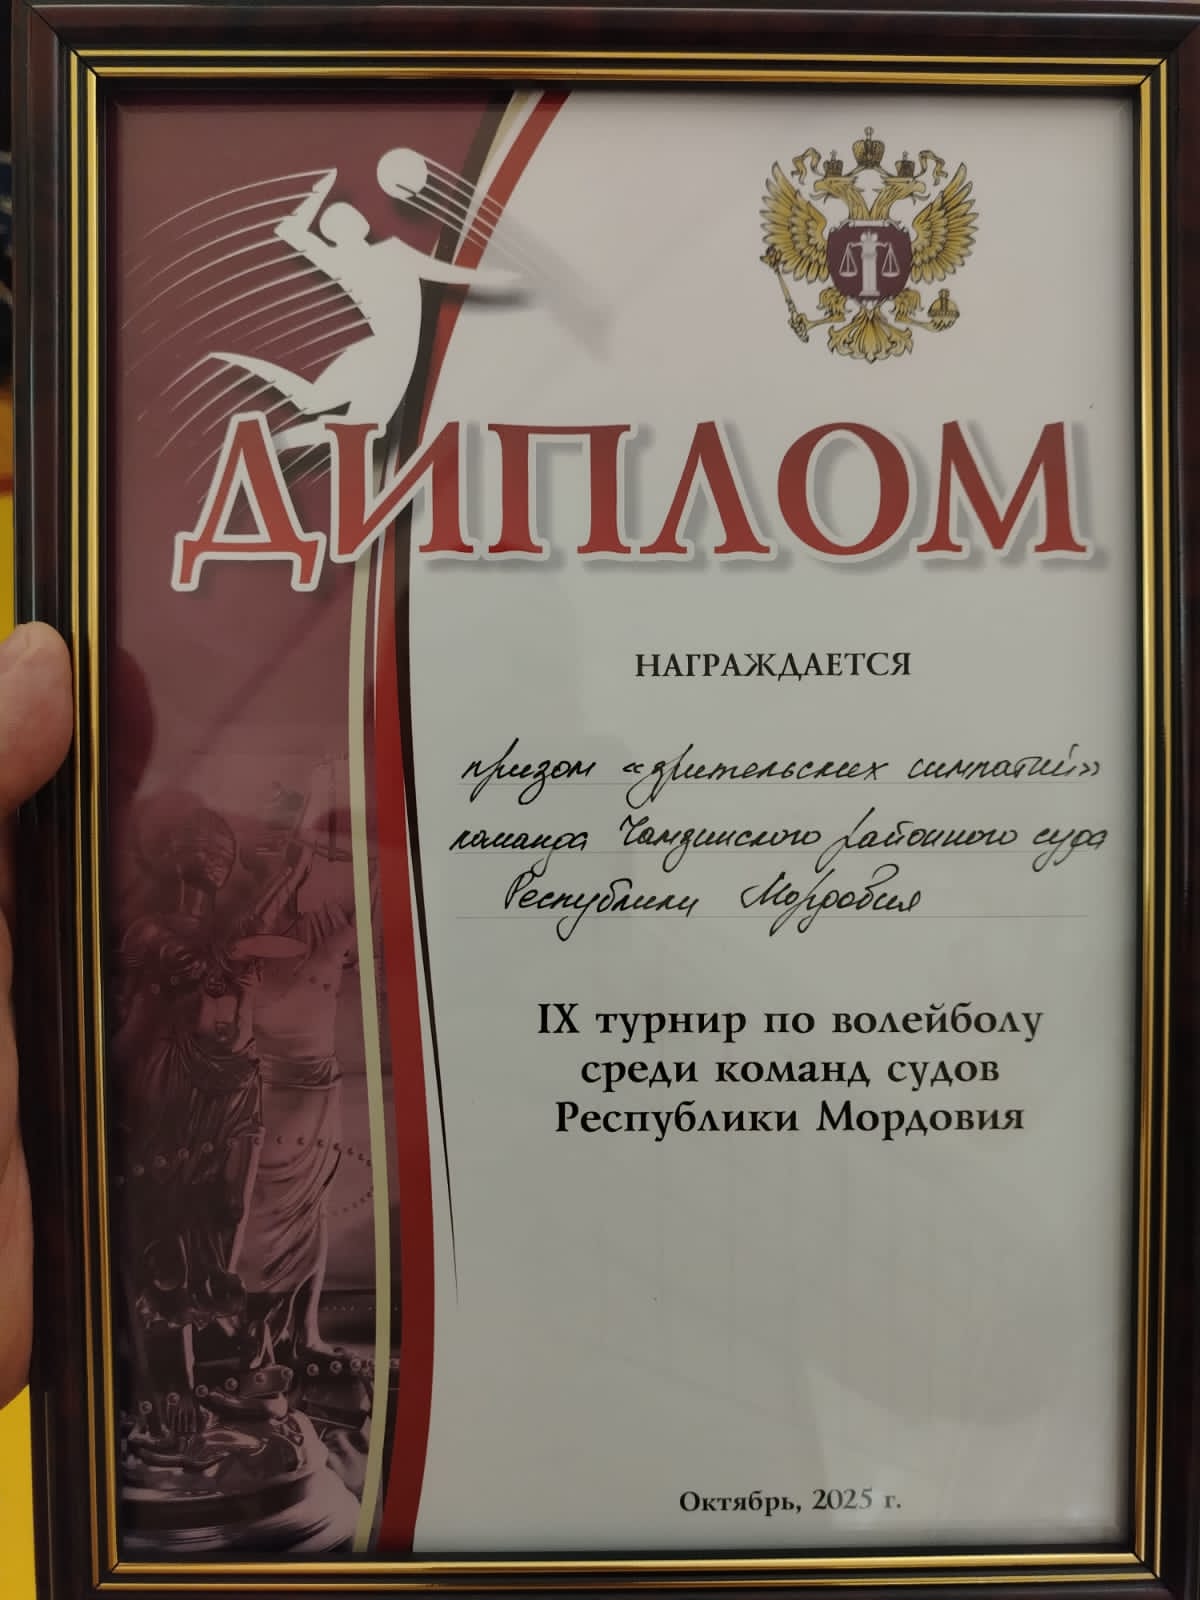 ДИПЛОМ
НАГРАЖДАЕТСЯ
призом «зрительских симпатий»
команда Чамзинского районного суда
Республики Мордовия
IX турнир по волейболу
среди команд судов
Республики Мордовия
Октябрь, 2025 г.